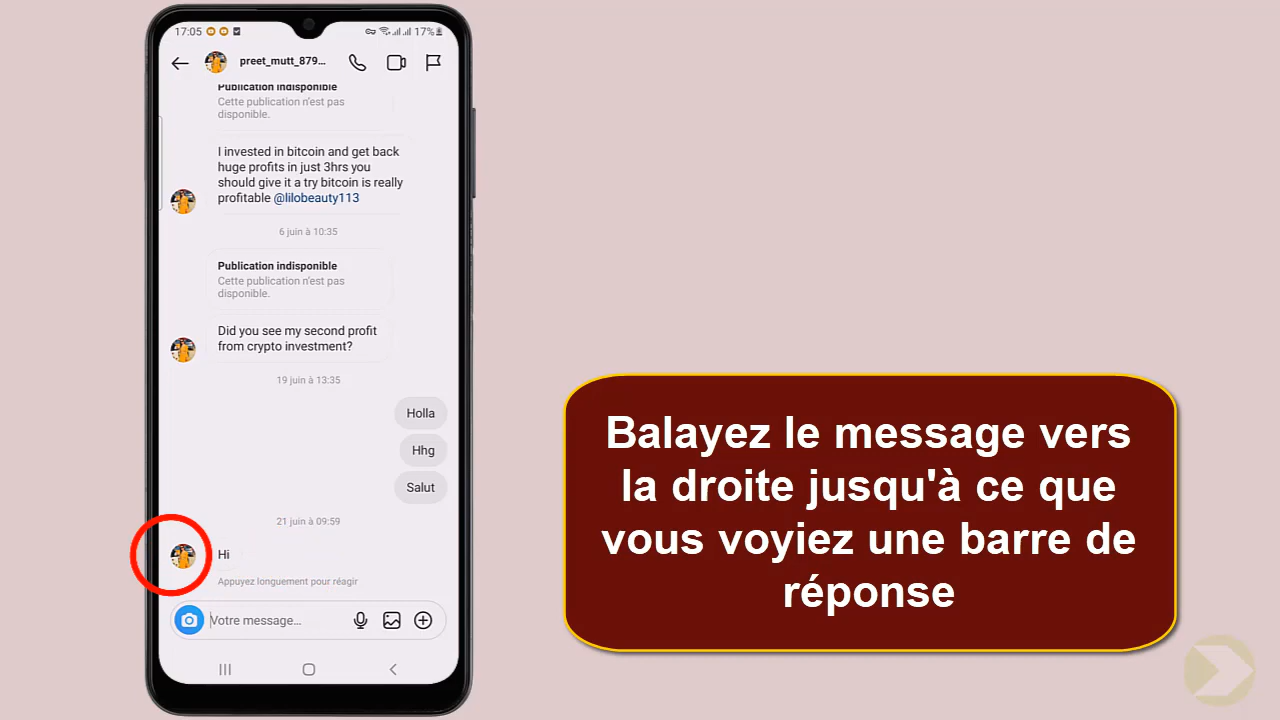 17:05
17%
preet_mutt_879...
Publication indisponible
Cette publication n'est pas
disponible.
I invested in bitcoin and get back
huge profits in just 3hrs you
should give it a try bitcoin is really
profitable @lilobeauty113
6 juin à 10:35
Publication indisponible
Cette publication n'est pas
disponible.
Did you see my second profit
from crypto investment?
19 juin à 13:35
Holla
Hhg
Salut
21 juin à 09:59
Hi
Appuyez longuement pour réagir
Votre message...
Balayez le message vers
la droite jusqu'à ce que
vous voyiez une barre de
réponse